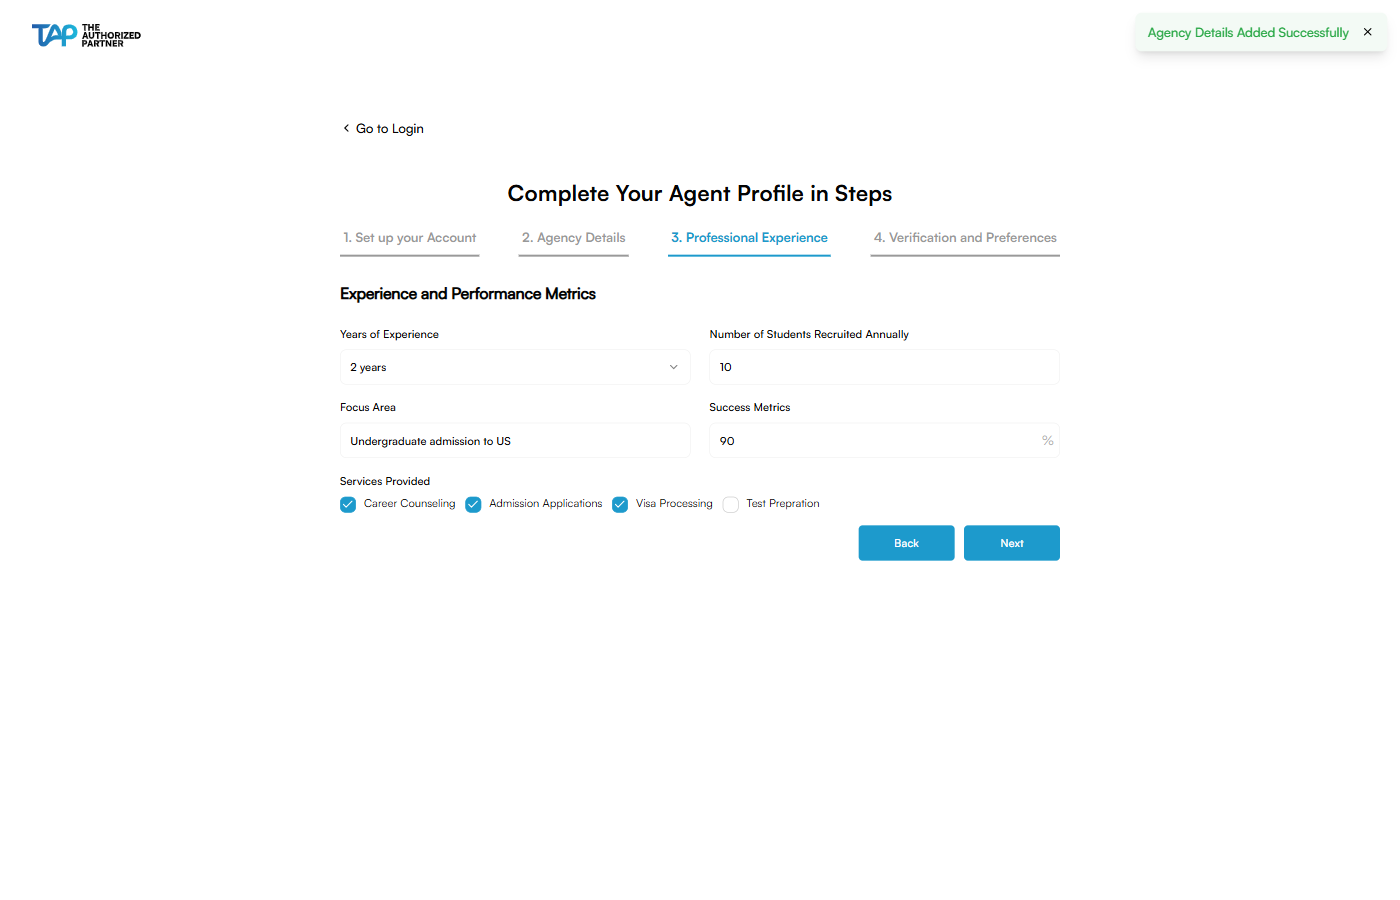 TAP THE AUTHORIZED PARTNER
Agency Details Added Successfully
Go to Login
Complete Your Agent Profile in Steps
1. Set up your Account
2. Agency Details
3. Professional Experience
4. Verification and Preferences
Experience and Performance Metrics
Years of Experience
Number of Students Recruited Annually
2 years
10
Focus Area
Success Metrics
Undergraduate admission to US
90 %
Services Provided
Career Counseling
Admission Applications
Visa Processing
Test Prepration
Back
Next